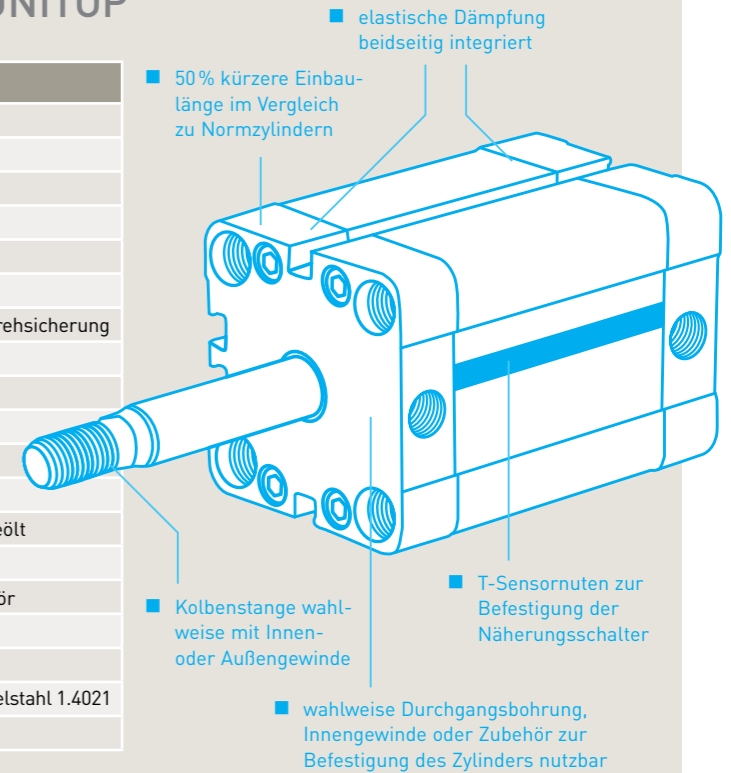 UNITOP
■ elastische Dämpfung
beidseitig integriert
■ 50 % kürzere Einbau-
länge im Vergleich
zu Normzylindern
rehsicherung
eölt
ör
elstahl 1.4021
■ Kolbenstange wahl-
weise mit Innen-
oder Außengewinde
■ T-Sensornuten zur
Befestigung der
Näherungsschalter
■ wahlweise Durchgangsbohrung,
Innengewinde oder Zubehör zur
Befestigung des Zylinders nutzbar